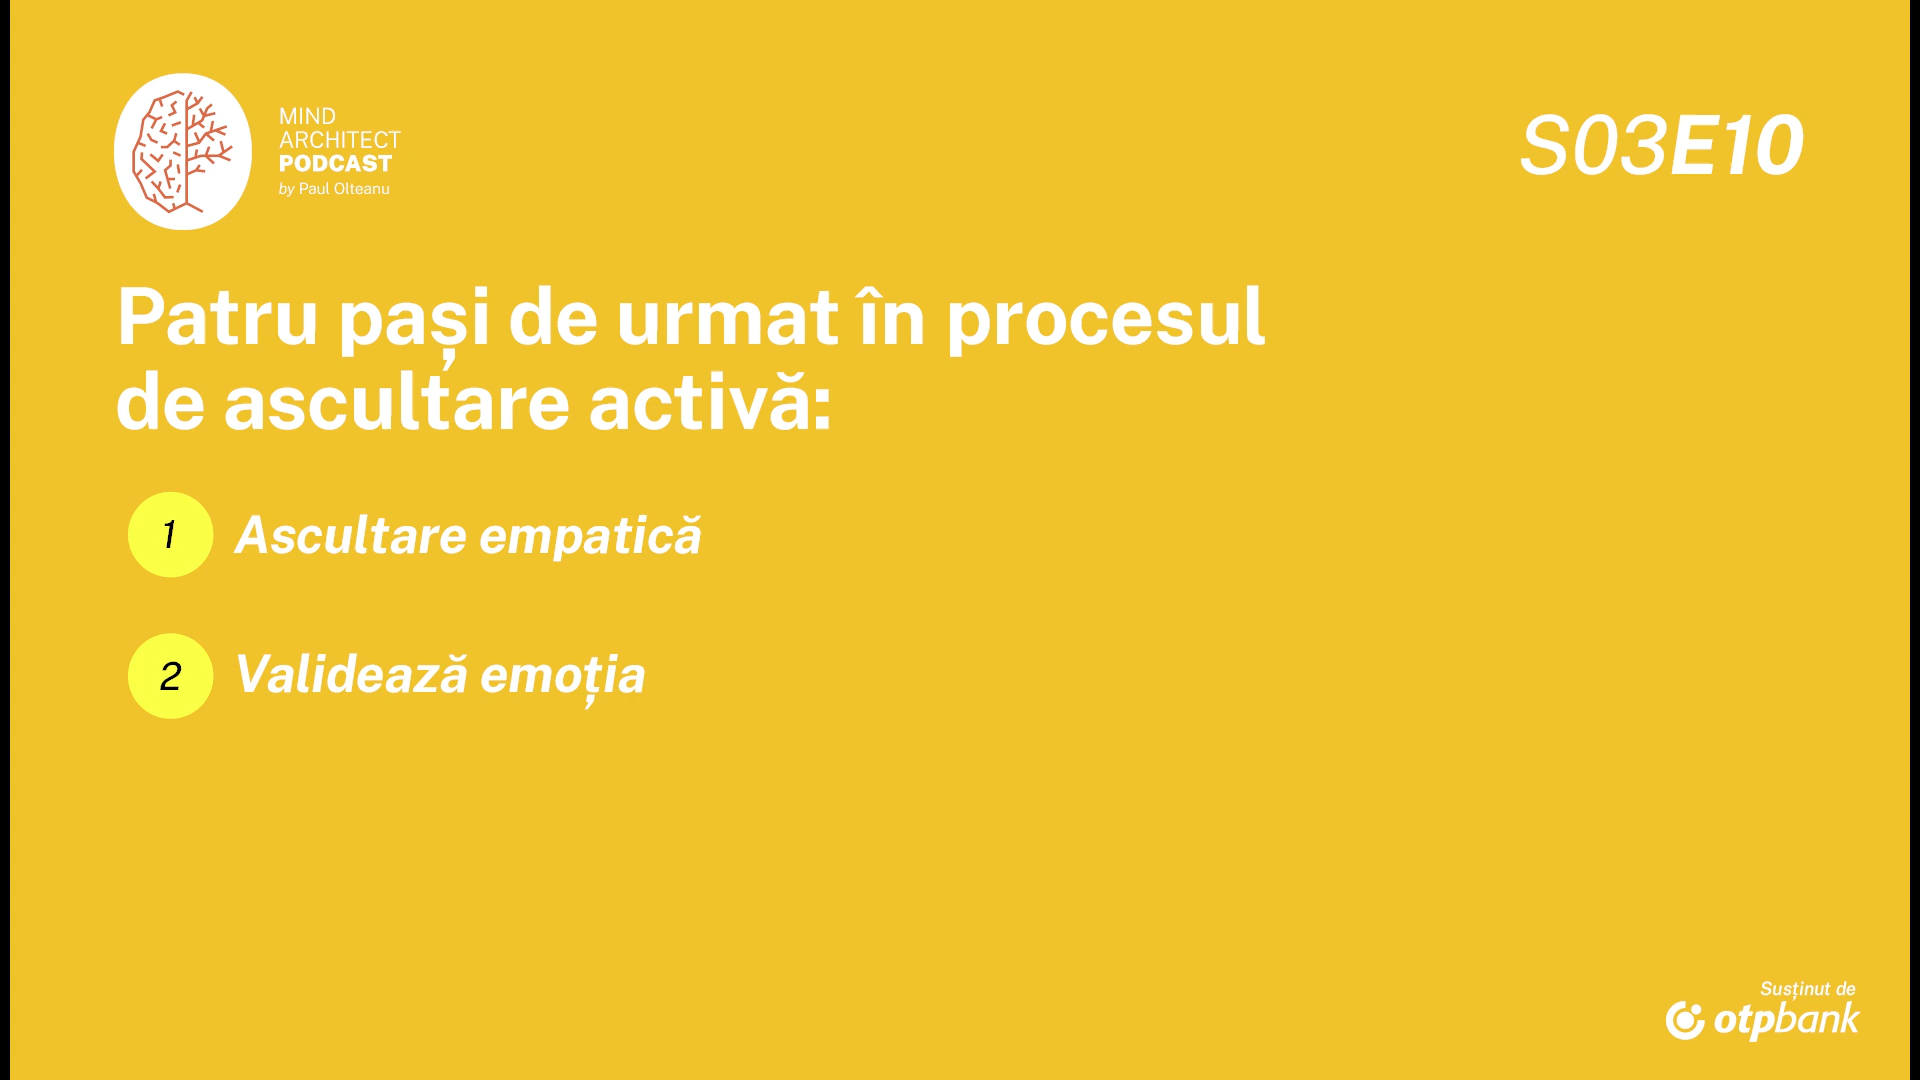 MIND
ARCHITECT
PODCAST
by Paul Olteanu
S03E10
Patru pași de urmat în procesul
de ascultare activă:
1 Ascultare empatică
2 Validează emoția
Susținut de
otpbank